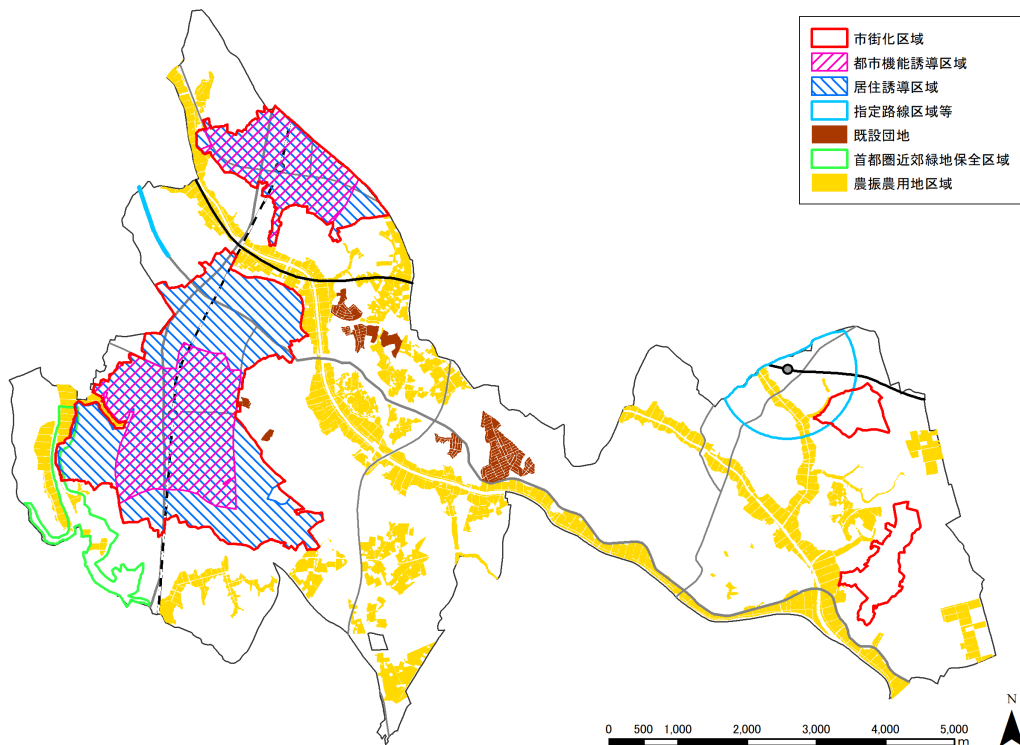 市街化区域
都市機能誘導区域
居住誘導区域
指定路線区域等
既設団地
首都圏近郊緑地保全区域
農振農用地区域
N
0 500 1,000 2,000 3,000 4,000 5,000
m